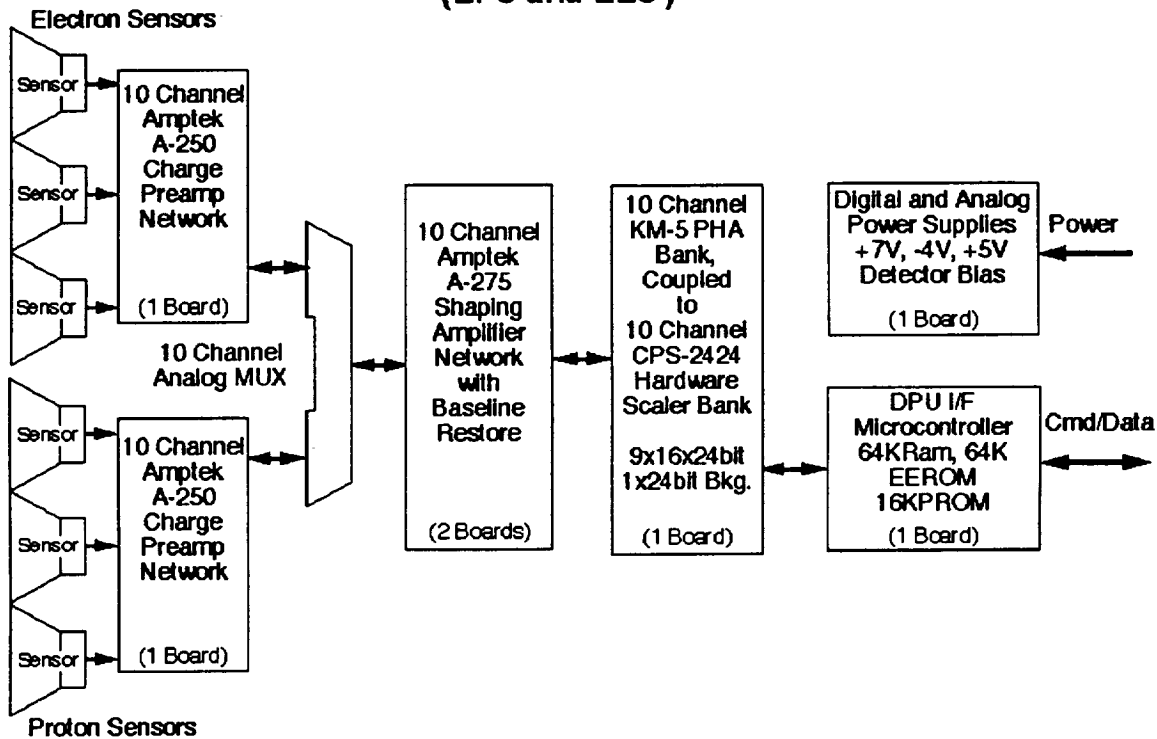 Electron Sensors
Sensor
Sensor
Sensor
10 Channel
Amptek
A-250
Charge
Preamp
Network
(1 Board)
10 Channel
Analog MUX
Sensor
Sensor
Sensor
10 Channel
Amptek
A-250
Charge
Preamp
Network
(1 Board)
Proton Sensors
10 Channel
Amptek
A-275
Shaping
Amplifier
Network
with
Baseline
Restore
(2 Boards)
10 Channel
KM-5 PHA
Bank,
Coupled
to
10 Channel
CPS-2424
Hardware
Scaler Bank
9x16x24bit
1x24bit Bkg.
(1 Board)
Digital and Analog
Power Supplies
+7V, -4V, +5V
Detector Bias
(1 Board)
Power
DPU I/F
Microcontroller
64KRam, 64K
EEROM
16KPROM
(1 Board)
Cmd/Data